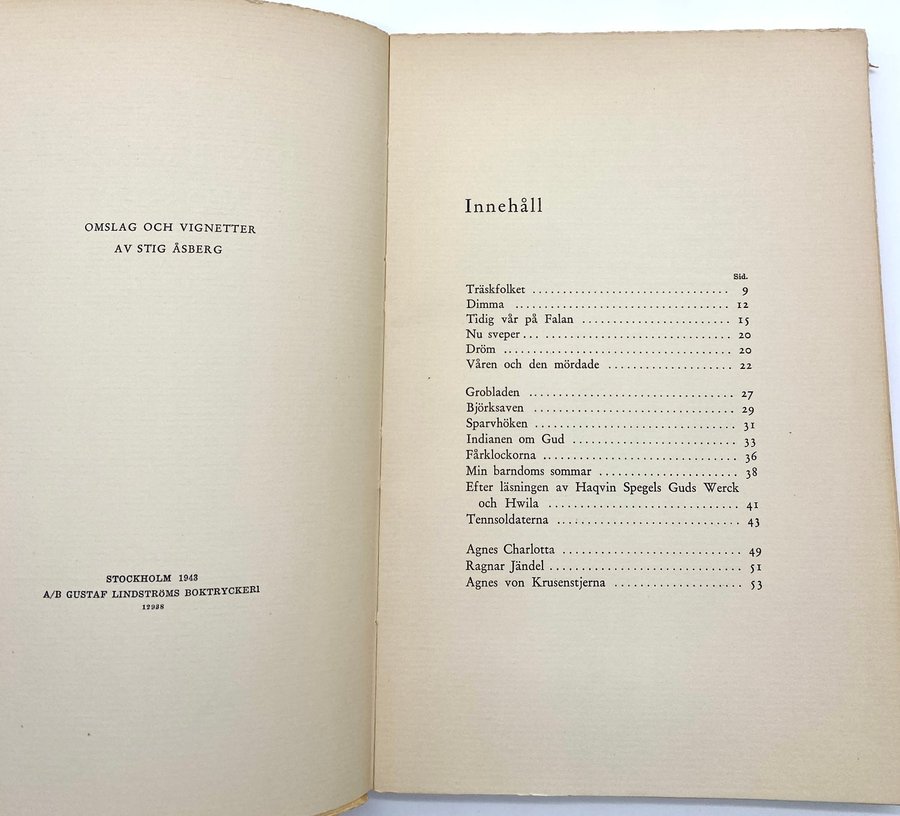 OMSLAG OCH VIGNETTER
AV STIG ÅSBERG
STOCKHOLM 1943
A/B GUSTAF LINDSTRÖMS BOKTRYCKERI
12938
Innehåll
Sid.
Träskfolket ................................ 9
Dimma ................................ 12
Tidig vår på Falan ...................... 15
Nu sveper... ............................ 20
Dröm .................................. 20
Våren och den mördade ................... 22
Grobladen ............................... 27
Björksaven .............................. 29
Sparvhöken .............................. 31
Indianen om Gud ........................ 33
Fårklockorna ............................ 36
Min barndoms sommar ..................... 38
Efter läsningen av Haqvin Spegels Guds Werck
och Hwila ............................ 41
Tennsoldaterna ........................... 43
Agnes Charlotta .......................... 49
Ragnar Jändel ............................ 51
Agnes von Krusenstjerna ................... 53